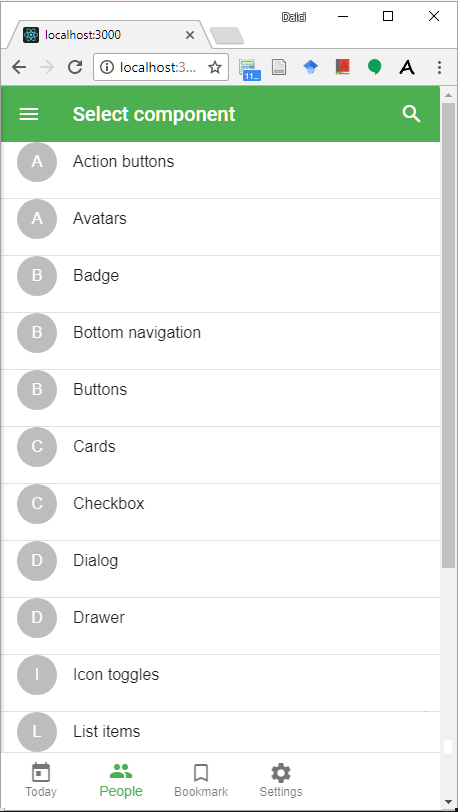 Dalci
localhost:3000
localhost:3...
11...
Select component
A Action buttons
A Avatars
B Badge
B Bottom navigation
B Buttons
C Cards
C Checkbox
D Dialog
D Drawer
I Icon toggles
L List items
Today People Bookmark Settings